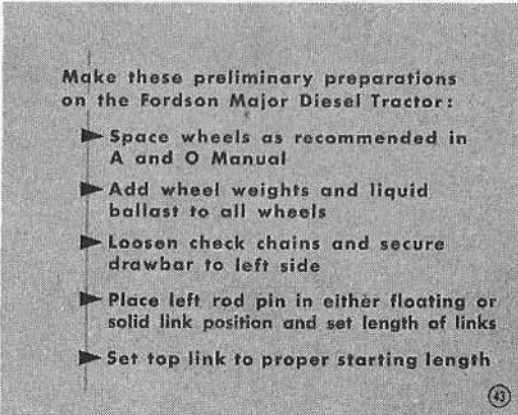 Make these preliminary preparations
on the Fordson Major Diesel Tractor:
Space wheels as recommended in
A and O Manual
Add wheel weights and liquid
ballast to all wheels
Loosen check chains and secure
drawbar to left side
Place left rod pin in either floating or
solid link position and set length of links
Set top link to proper starting length
43